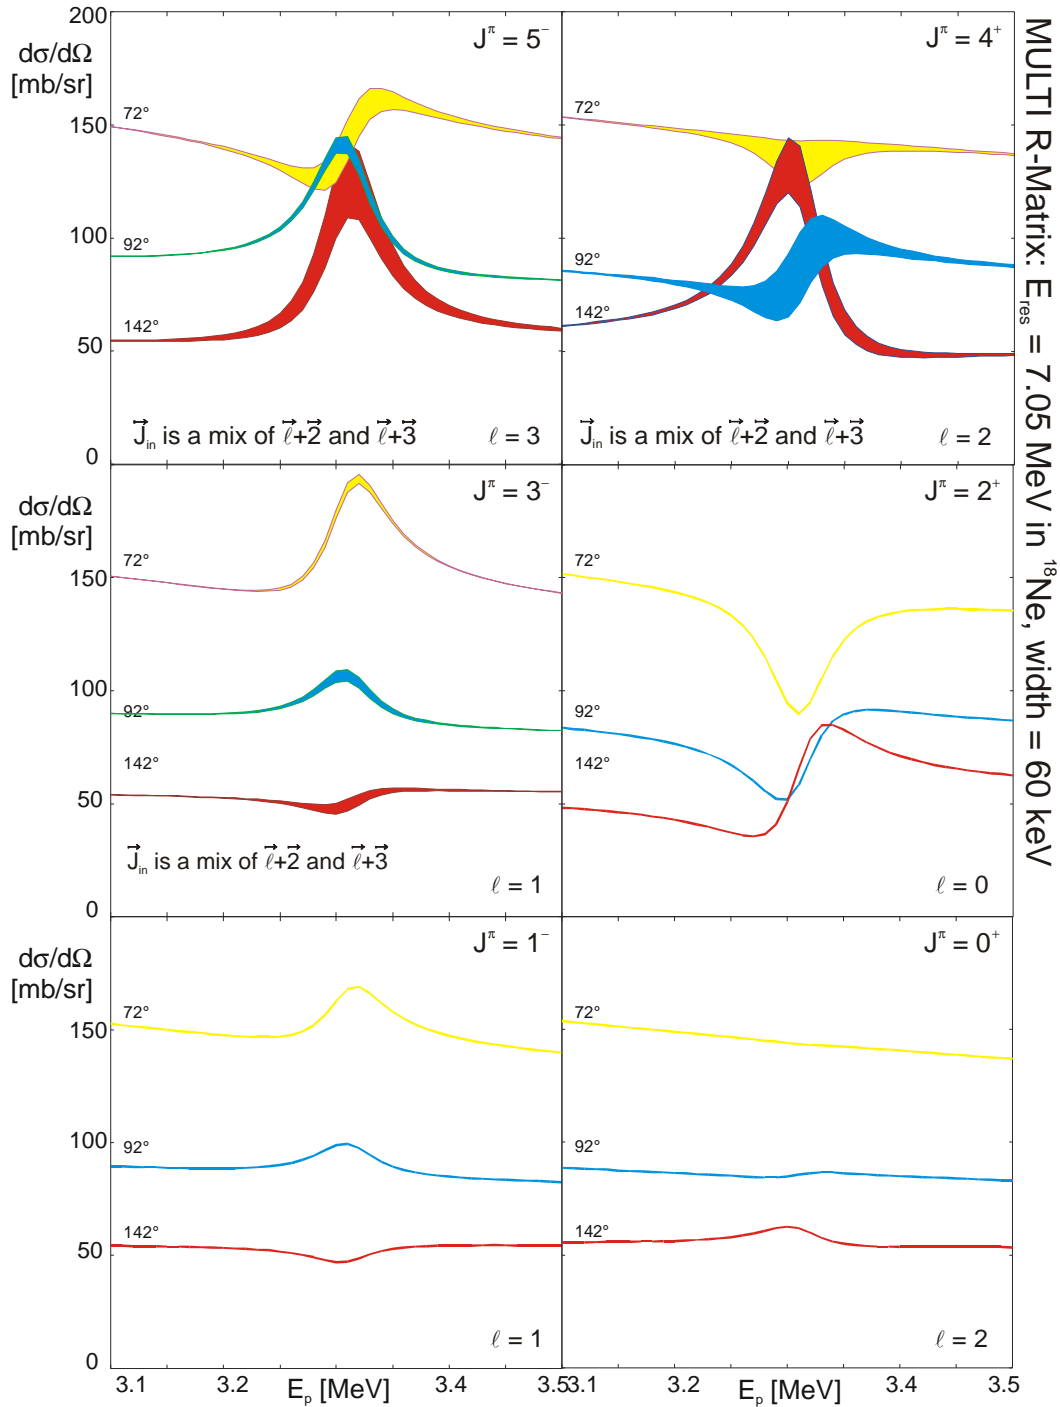 200
dσ/dΩ
[mb/sr]
J^π = 5⁻
72°
150
100
92°
142°
50
J⃗_in is a mix of ℓ⃗+2⃗ and ℓ⃗+3⃗
ℓ = 3
0
J^π = 4⁺
72°
92°
142°
J⃗_in is a mix of ℓ⃗+2⃗ and ℓ⃗+3⃗
ℓ = 2
dσ/dΩ
[mb/sr]
J^π = 3⁻
72°
150
100
92°
142°
50
J⃗_in is a mix of ℓ⃗+2⃗ and ℓ⃗+3⃗
ℓ = 1
0
J^π = 2⁺
72°
92°
142°
ℓ = 0
dσ/dΩ
[mb/sr]
J^π = 1⁻
72°
150
100
92°
142°
50
ℓ = 1
0
J^π = 0⁺
72°
92°
142°
ℓ = 2
3.1 3.2 E_p [MeV] 3.4 3.5
3.1 3.2 E_p [MeV] 3.4 3.5
MULTI R-Matrix: E_res = 7.05 MeV in ¹⁸Ne, width = 60 keV